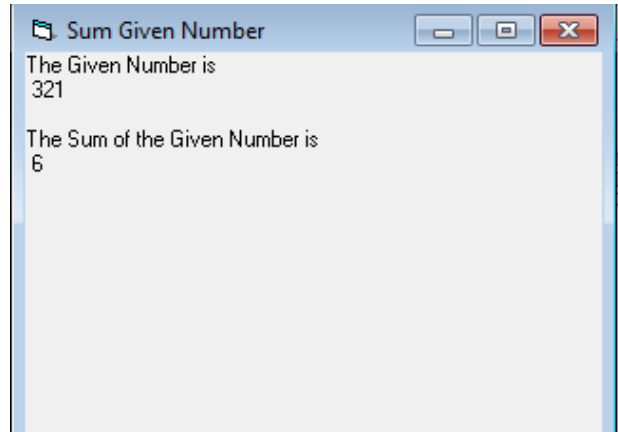 Sum Given Number
The Given Number is
321
The Sum of the Given Number is
6